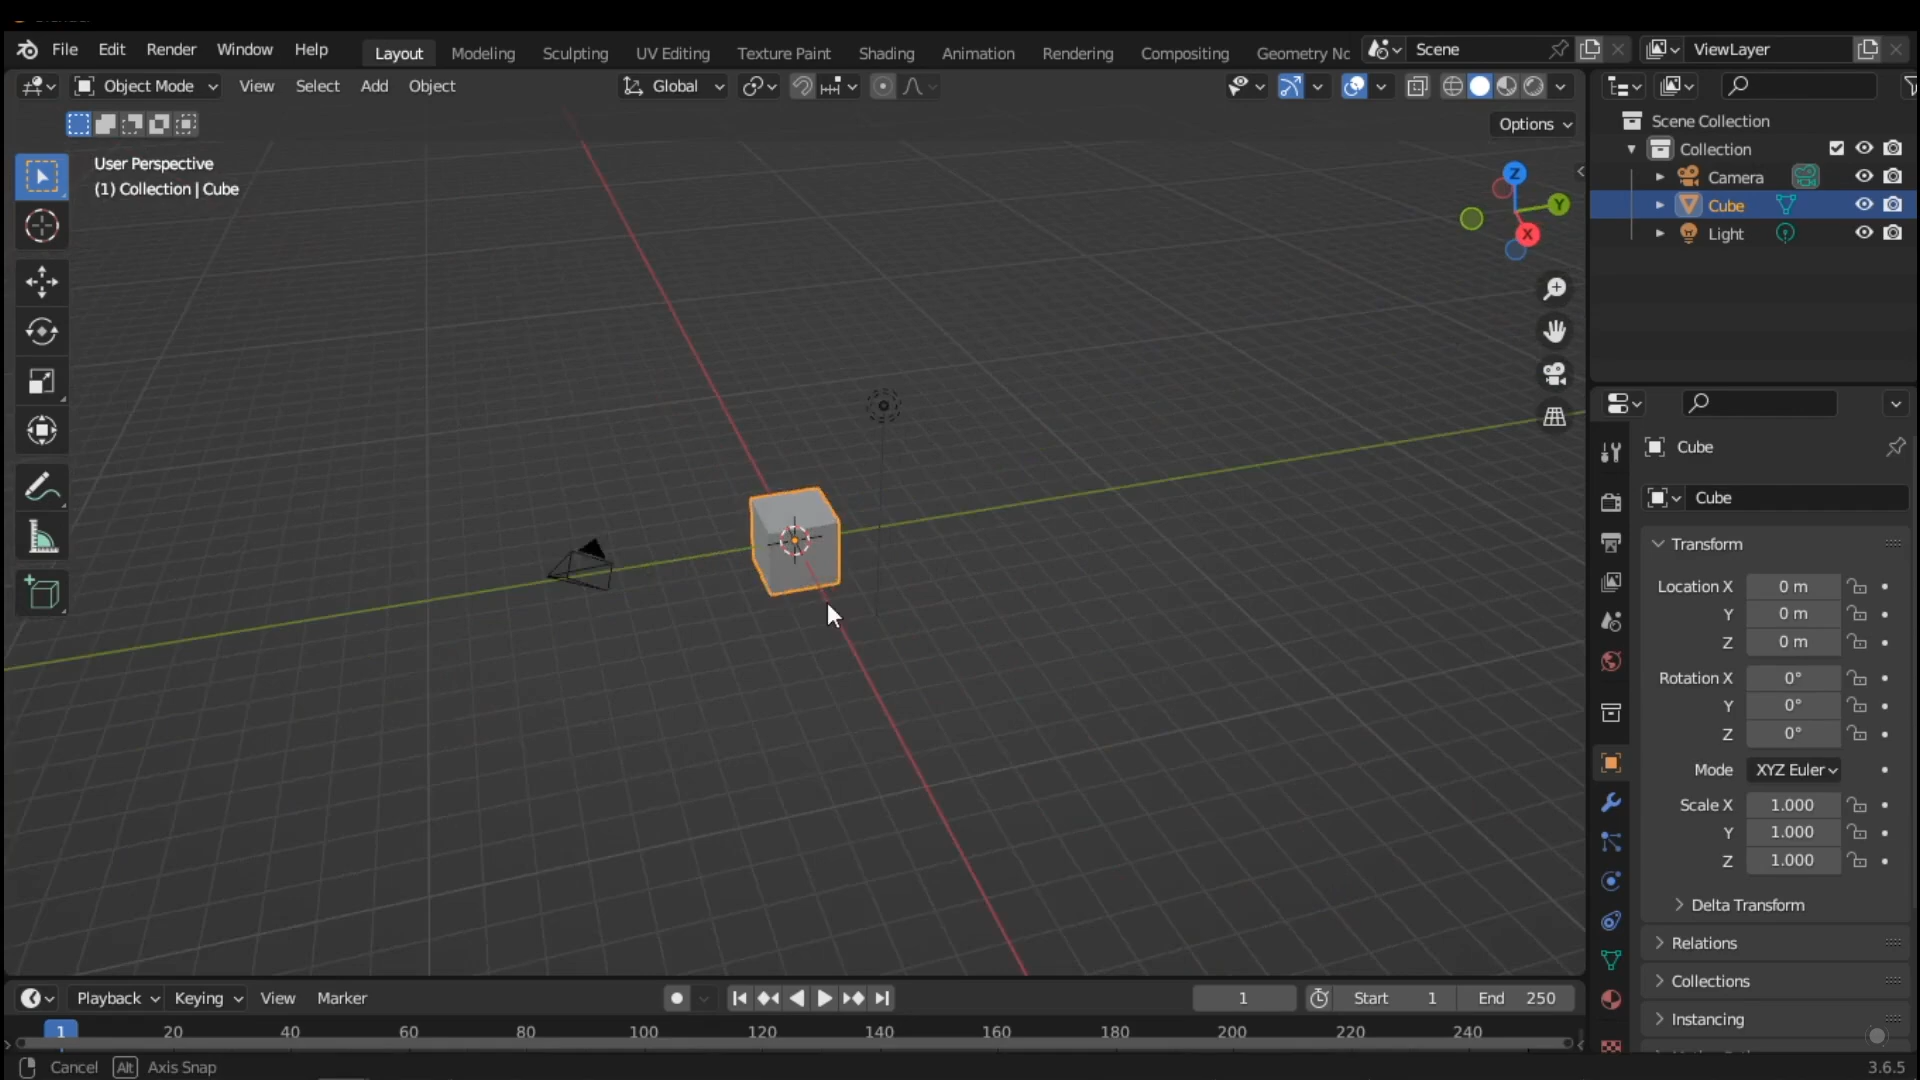 File Edit Render Window Help Layout Modeling Sculpting UV Editing Texture Paint Shading Animation Rendering Compositing Geometry Nc Scene ViewLayer
Object Mode View Select Add Object Global
Options
User Perspective
(1) Collection | Cube
Z
Y
X
Scene Collection
Collection
Camera
Cube
Light
Cube
Cube
Transform
Location X 0 m
Y 0 m
Z 0 m
Rotation X 0°
Y 0°
Z 0°
Mode XYZ Euler
Scale X 1.000
Y 1.000
Z 1.000
Delta Transform
Relations
Collections
Instancing
Playback Keying View Marker 1 Start 1 End 250
1 20 40 60 80 100 120 140 160 180 200 220 240
Cancel Alt Axis Snap 3.6.5